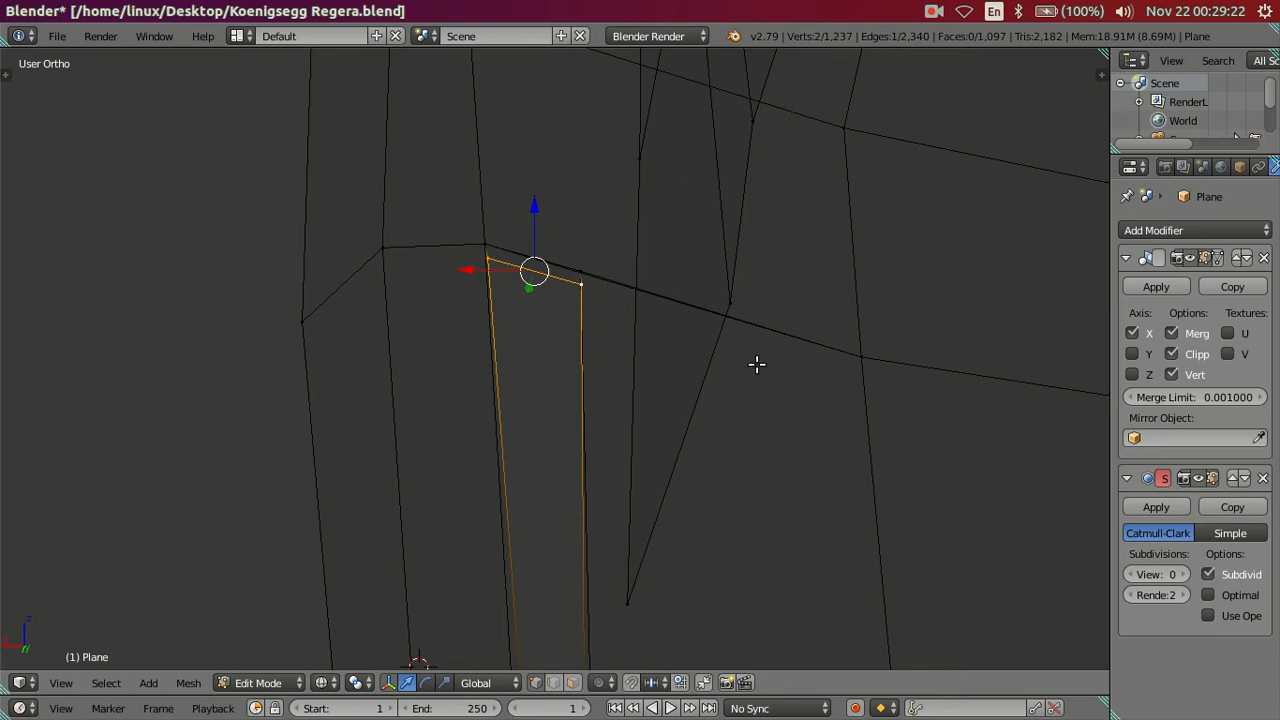 Blender* [/home/linux/Desktop/Koenigsegg Regera.blend]
En (100%) Nov 22 00:29:22
File Render Window Help Default Scene Blender Render v2.79 | Verts:2/1,237 | Edges:1/2,340 | Faces:0/1,097 | Tris:2,182 | Mem:18.91M (8.69M) | Plane
User Ortho
View Search All Sc
Scene
RenderL
World
Plane
Add Modifier
Apply Copy
Axis: Options: Textures:
X Merg U
Y Clipp V
Z Vert
Merge Limit: 0.001000
Mirror Object:
S
Apply Copy
Catmull-Clark Simple
Subdivisions: Options:
View: 0 Subdivid
Rende:2 Optimal
Use Ope
z
(1) Plane
View Select Add Mesh Edit Mode Global
View Marker Frame Playback Start: 1 End: 250 1 No Sync